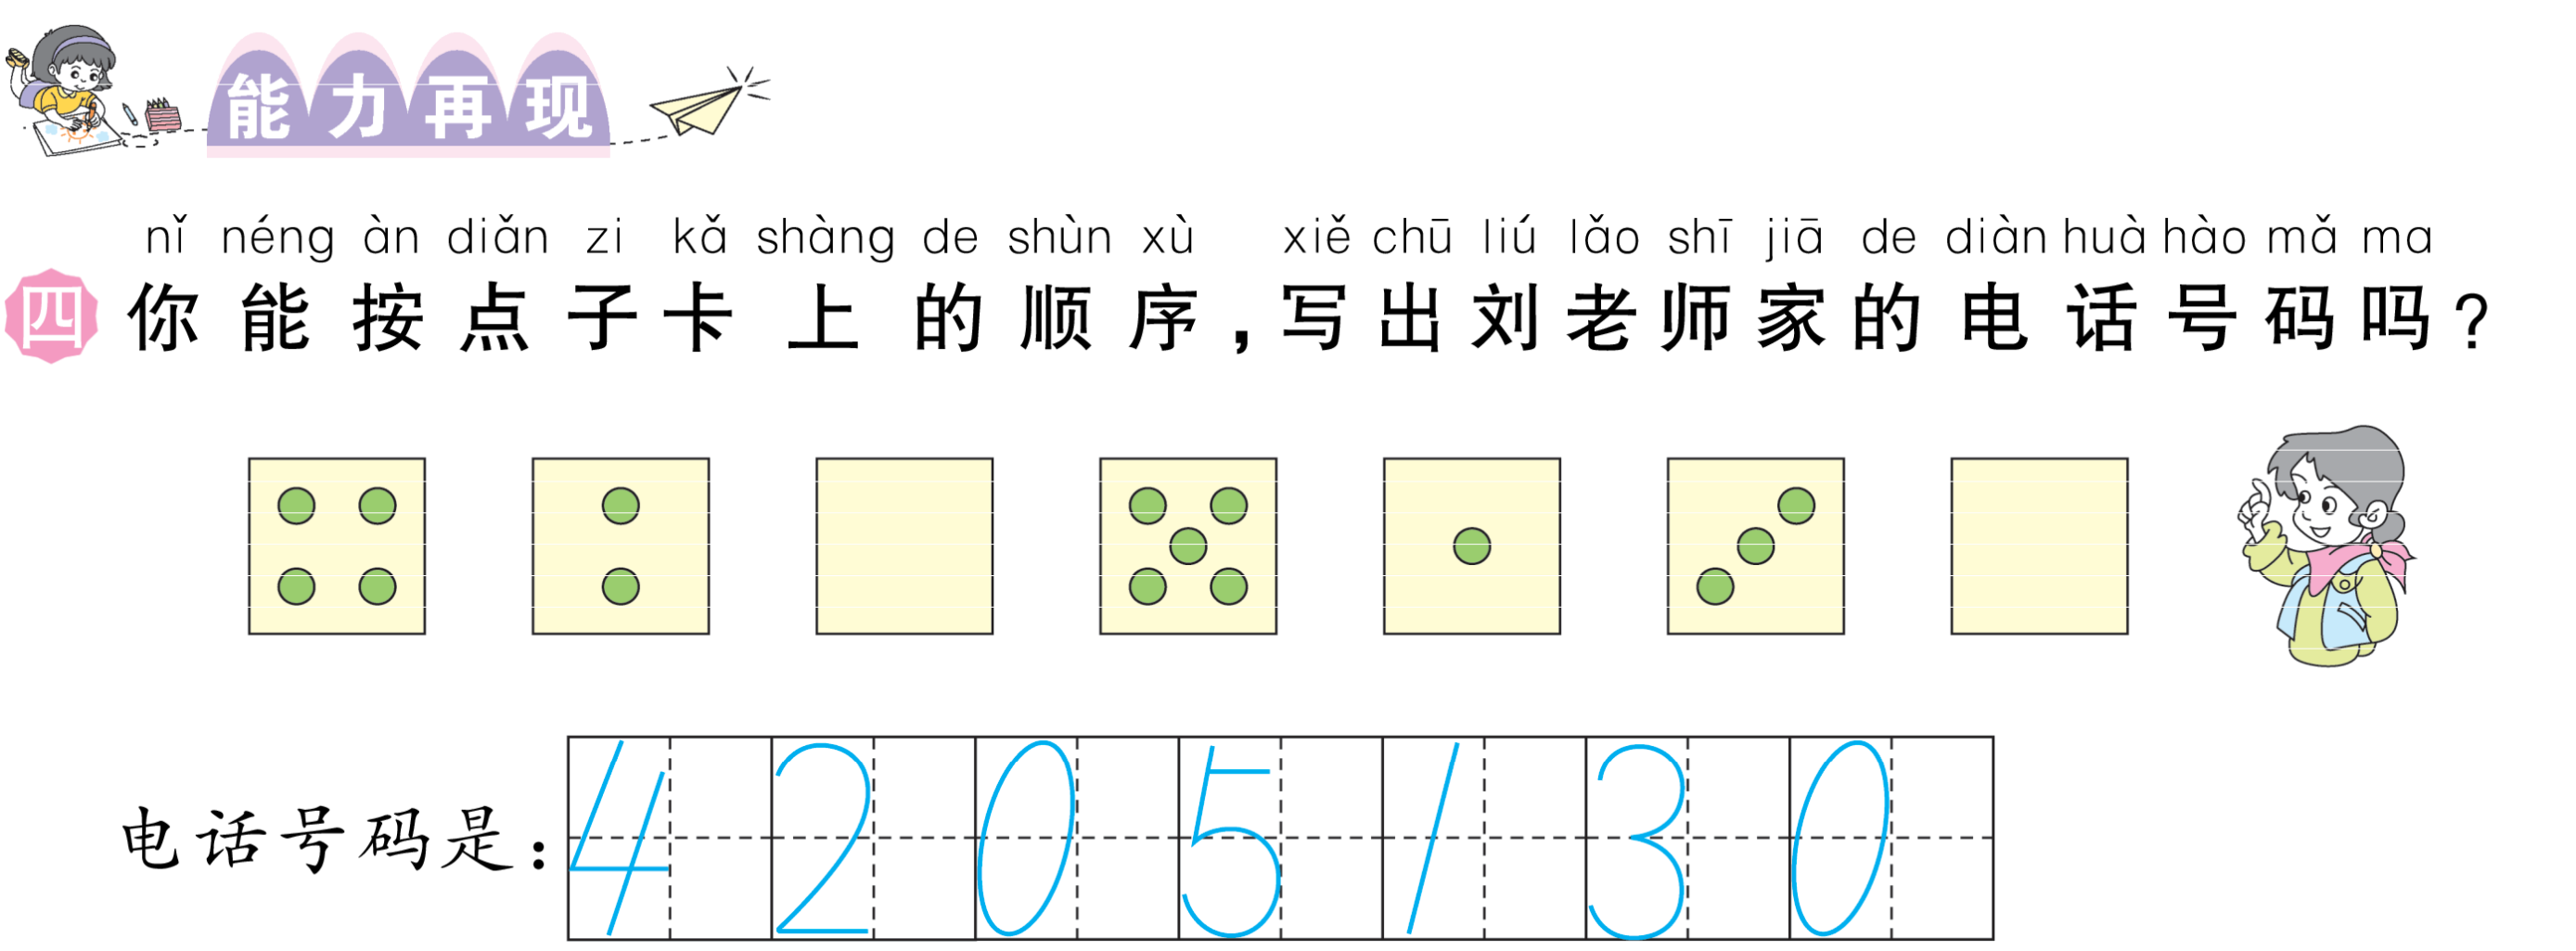 能力再现
nǐ néng àn diǎn zi kǎ shàng de shùn xù xiě chū liú lǎo shī jiā de diàn huà hào mǎ ma
四 你能按点子卡上的顺序，写出刘老师家的电话号码吗？
电话号码是：4 2 0 5 1 3 0